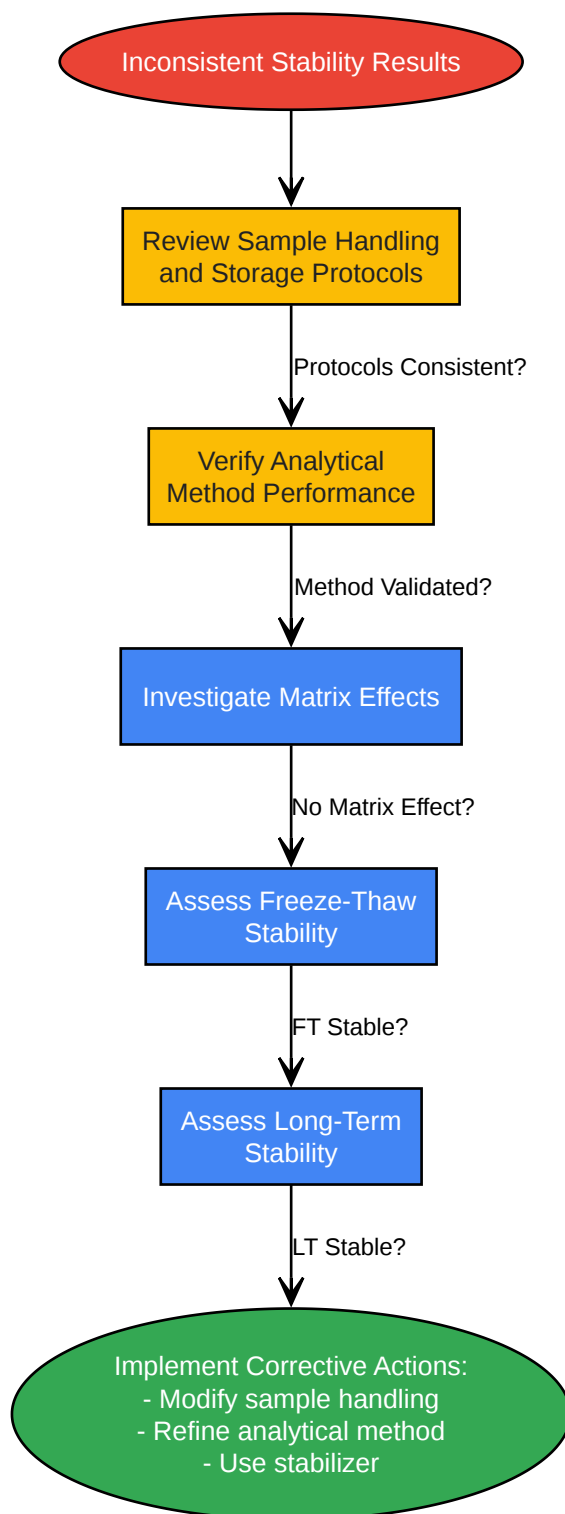 Inconsistent Stability Results
Review Sample Handling
and Storage Protocols
Protocols Consistent?
Verify Analytical
Method Performance
Method Validated?
Investigate Matrix Effects
No Matrix Effect?
Assess Freeze-Thaw
Stability
FT Stable?
Assess Long-Term
Stability
LT Stable?
Implement Corrective Actions:
- Modify sample handling
- Refine analytical method
- Use stabilizer